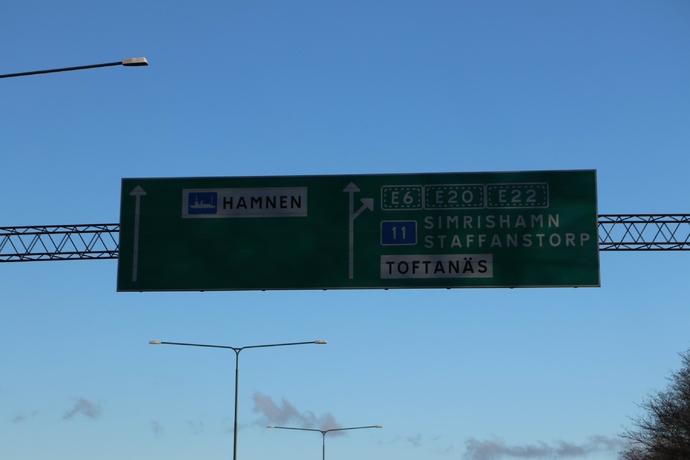 HAMNEN
E6 E20 E22
11 SIMRISHAMN
STAFFANSTORP
TOFTANÄS